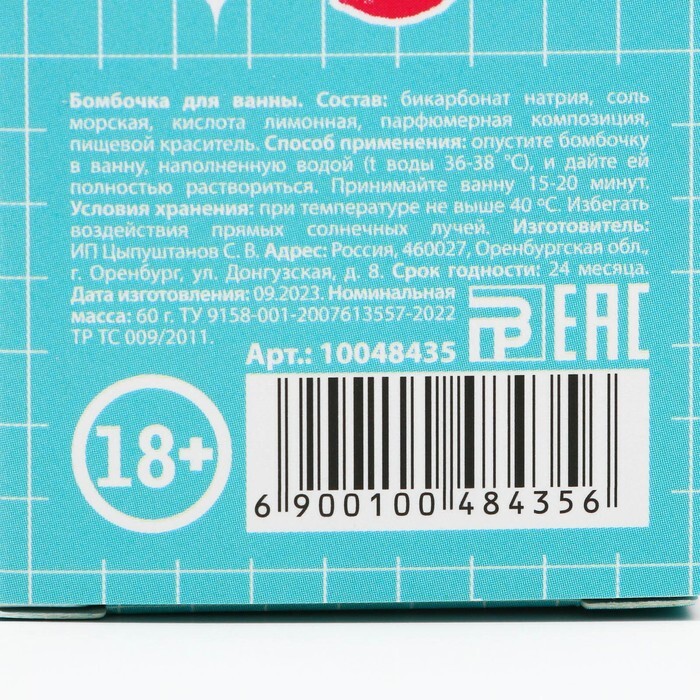 Бомбочка для ванны. Состав: бикарбонат натрия, соль
морская, кислота лимонная, парфюмерная композиция,
пищевой краситель. Способ применения: опустите бомбочку
в ванну, наполненную водой (t воды 36-38 °С), и дайте ей
полностью раствориться. Принимайте ванну 15-20 минут.
Условия хранения: при температуре не выше 40 °С. Избегать
воздействия прямых солнечных лучей. Изготовитель:
ИП Цыпуштанов С. В. Адрес: Россия, 460027, Оренбургская обл.,
г. Оренбург, ул. Донгузская, д. 8. Срок годности: 24 месяца.
Дата изготовления: 09.2023. Номинальная
масса: 60 г. ТУ 9158-001-2007613557-2022
ТР ТС 009/2011.
Арт.: 10048435
EAC
18+
6 900100 484356